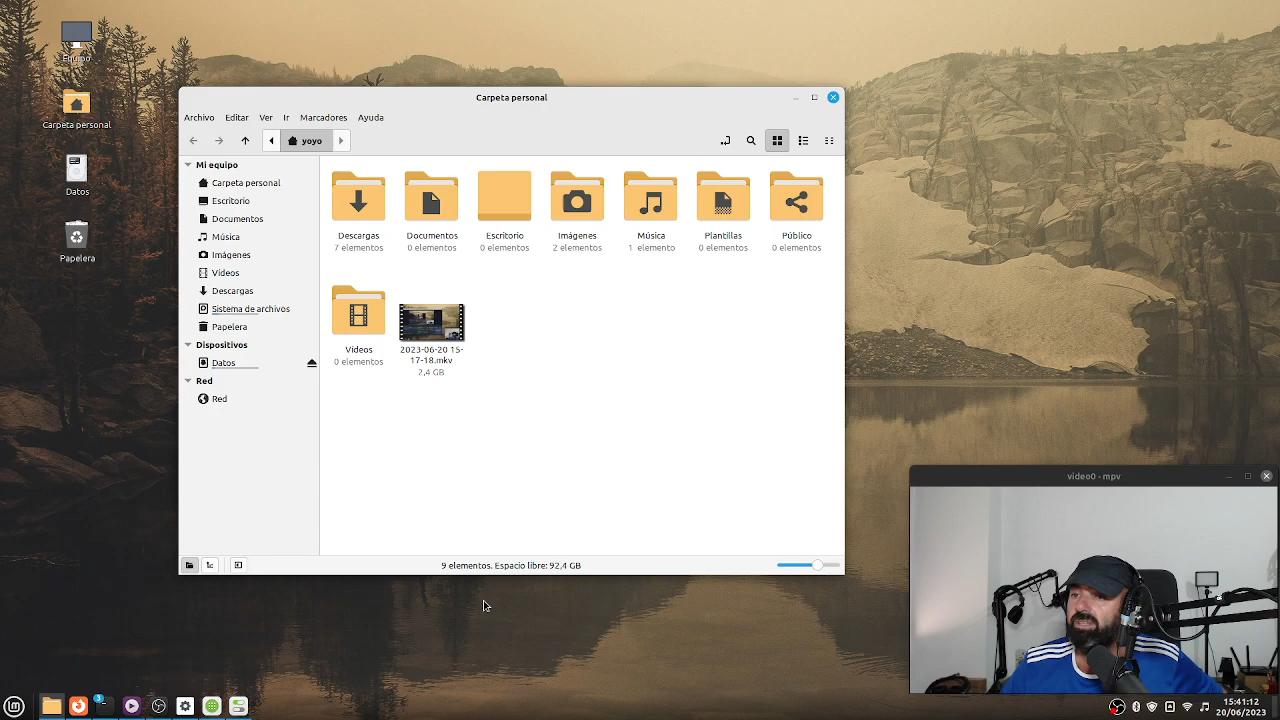 Equipo
Carpeta personal
Datos
Papelera
Carpeta personal
Archivo Editar Ver Ir Marcadores Ayuda
yoyo
Mi equipo
Carpeta personal
Escritorio
Documentos
Música
Imágenes
Vídeos
Descargas
Sistema de archivos
Papelera
Dispositivos
Datos
Red
Red
Descargas
7 elementos
Documentos
0 elementos
Escritorio
0 elementos
Imágenes
2 elementos
Música
1 elemento
Plantillas
0 elementos
Público
0 elementos
Vídeos
0 elementos
2023-06-20 15-
17-18.mkv
2,4 GB
9 elementos. Espacio libre: 92,4 GB
video0 - mpv
3
15:41:12
20/06/2023